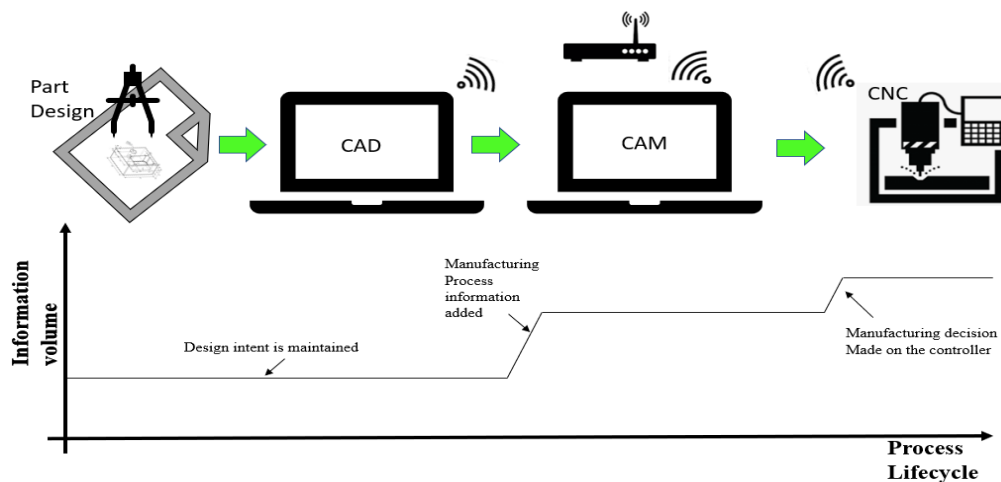 Part
Design
CAD
CAM
CNC
Information
volume
Design intent is maintained
Manufacturing
Process
information
added
Manufacturing decision
Made on the controller
Process
Lifecycle